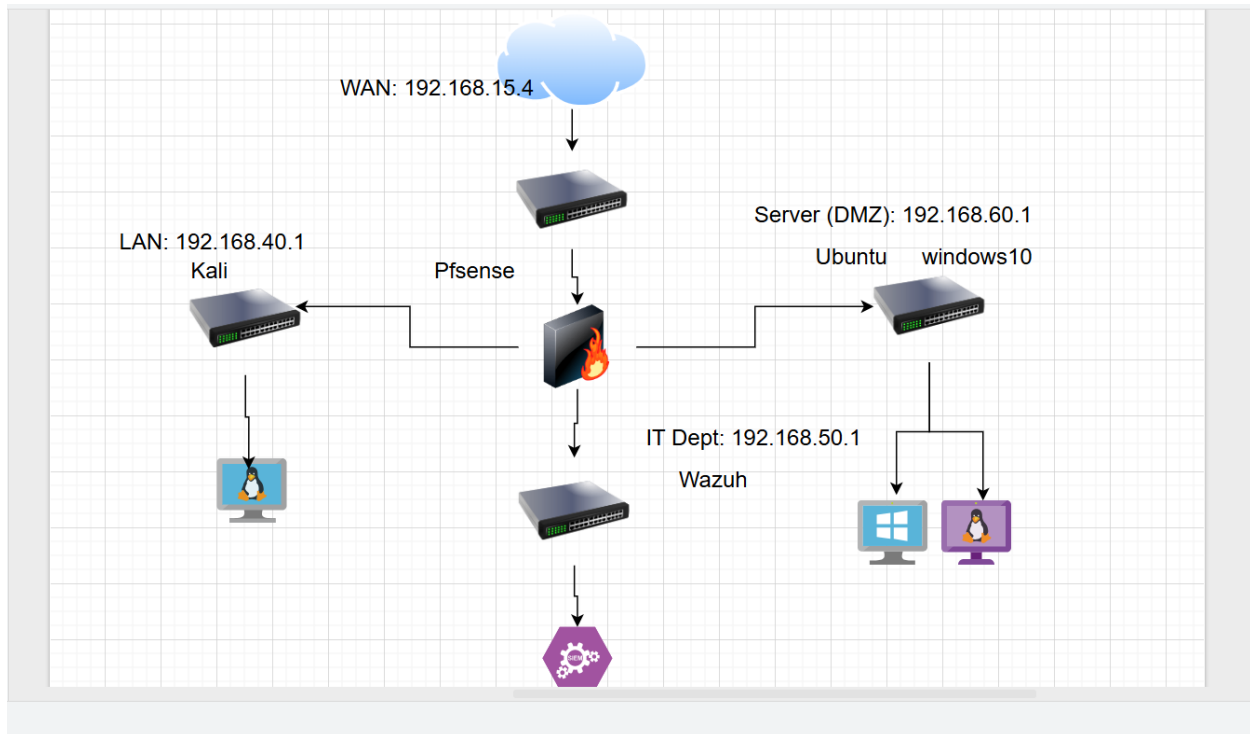 WAN: 192.168.15.4
Server (DMZ): 192.168.60.1
Ubuntu windows10
LAN: 192.168.40.1
Kali
Pfsense
IT Dept: 192.168.50.1
Wazuh
SIEM